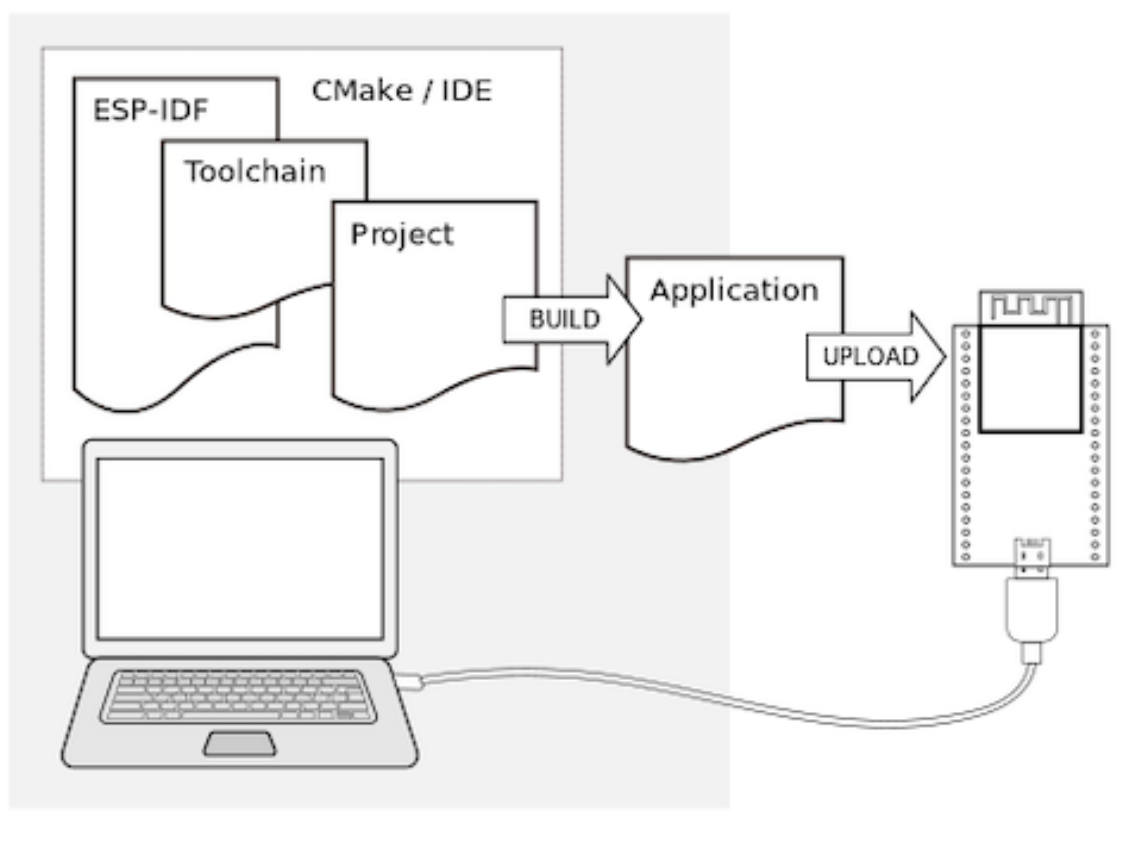 CMake / IDE
ESP-IDF
Toolchain
Project
BUILD
Application
UPLOAD